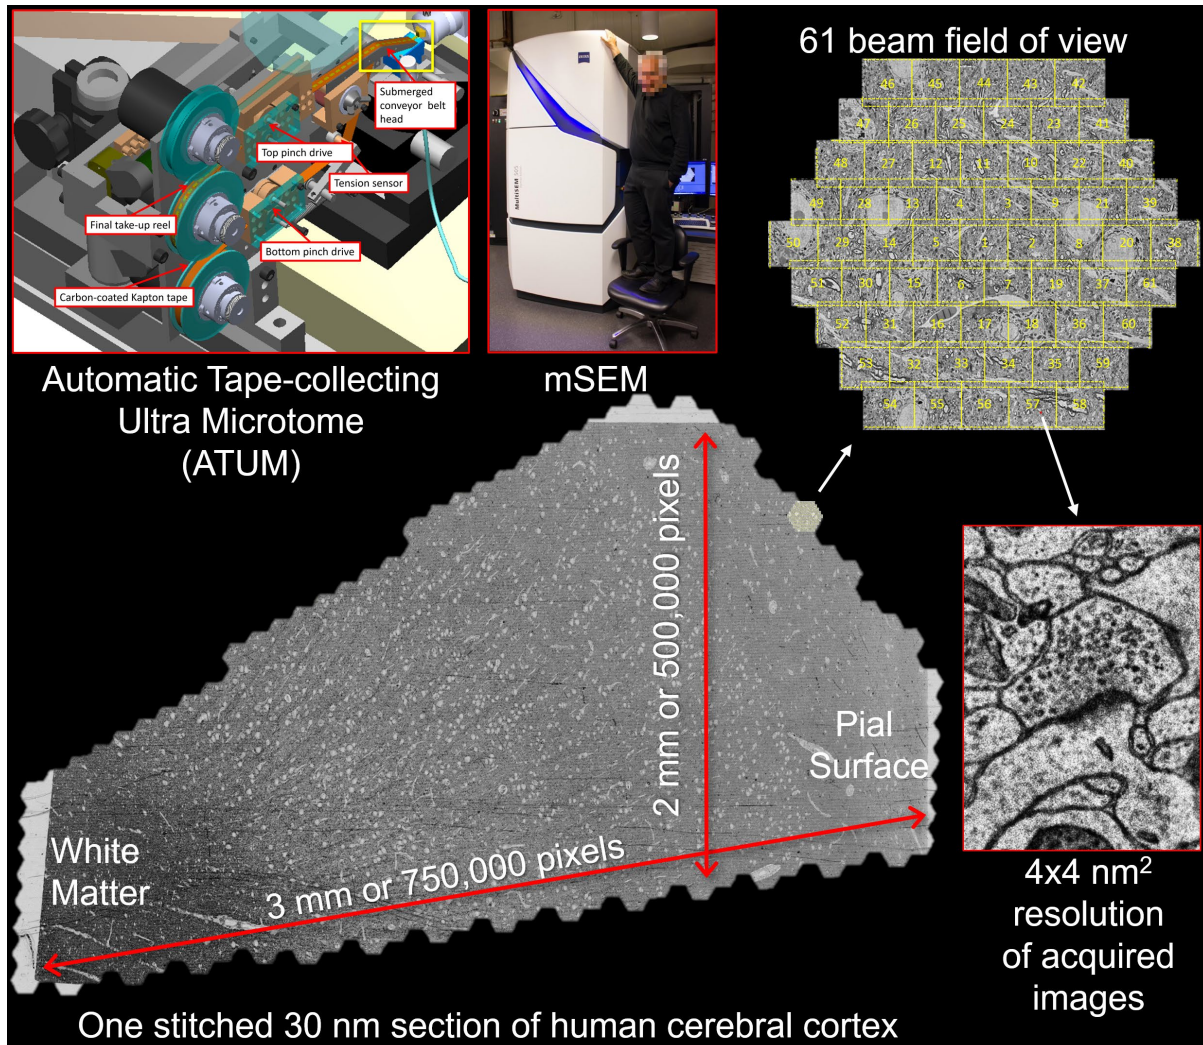 Submerged
conveyor belt
head
Top pinch drive
Tension sensor
Final take-up reel
Bottom pinch drive
Carbon-coated Kapton tape
Automatic Tape-collecting
Ultra Microtome
(ATUM)
ZEISS
MultiSEM 505
mSEM
61 beam field of view
46 45 44 43 42
47 26 25 24 23 41
48 27 12 11 10 22 40
49 28 13 4 3 9 21 39
50 29 14 5 1 2 8 20 38
51 30 15 6 7 19 37 61
52 31 16 17 18 36 60
53 32 33 34 35 59
54 55 56 57 58
2 mm or 500,000 pixels
Pial
Surface
White
Matter
3 mm or 750,000 pixels
4x4 nm²
resolution
of acquired
images
One stitched 30 nm section of human cerebral cortex